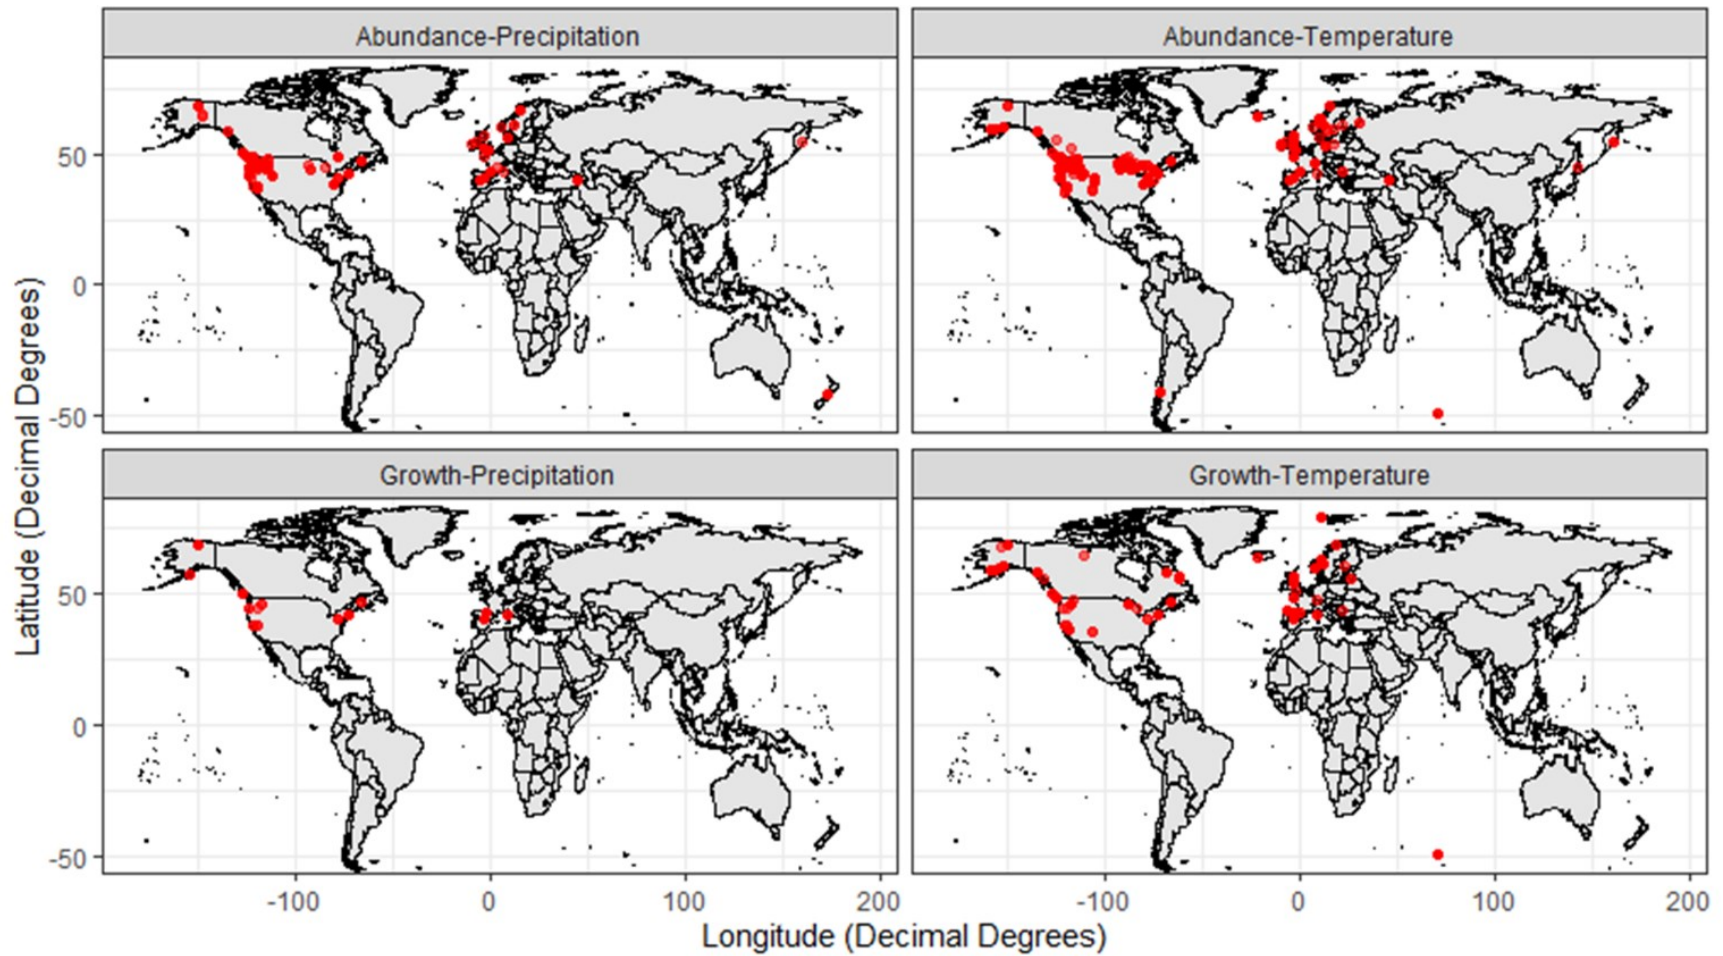 Abundance-Precipitation
Abundance-Temperature
50
0
-50
Growth-Precipitation
Growth-Temperature
50
0
-50
-100
0
100
200
-100
0
100
200
Latitude (Decimal Degrees)
Longitude (Decimal Degrees)